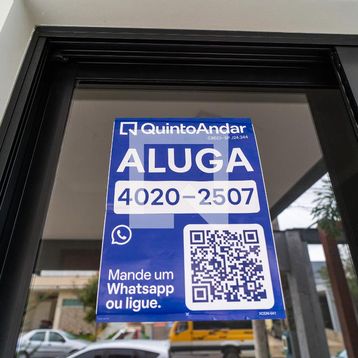 QuintoAndar
ALUGA
4020-2507
Mande um
Whatsapp
ou ligue.